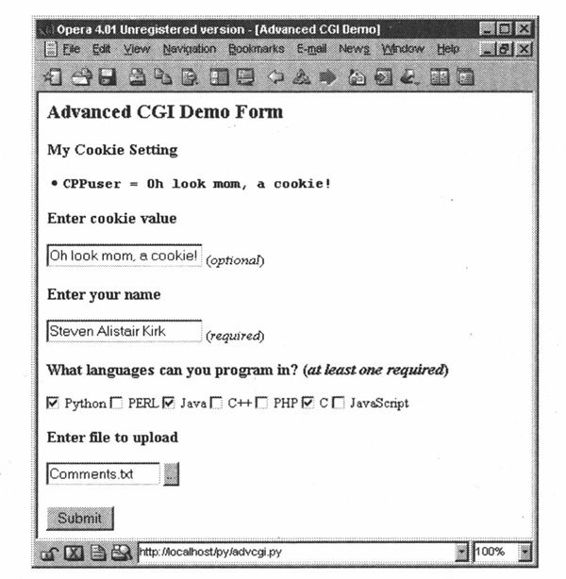 Opera 4.01 Unregistered version - [Advanced CGI Demo]
File Edit View Navigation Bookmarks E-mail News Window Help
Advanced CGI Demo Form
My Cookie Setting
• CPPuser = Oh look mom, a cookie!
Enter cookie value
Oh look mom, a cookie! (optional)
Enter your name
Steven Alistair Kirk (required)
What languages can you program in? (at least one required)
Python PERL Java C++ PHP C JavaScript
Enter file to upload
Comments.txt ..
Submit
http://localhost/py/advcgi.py 100%